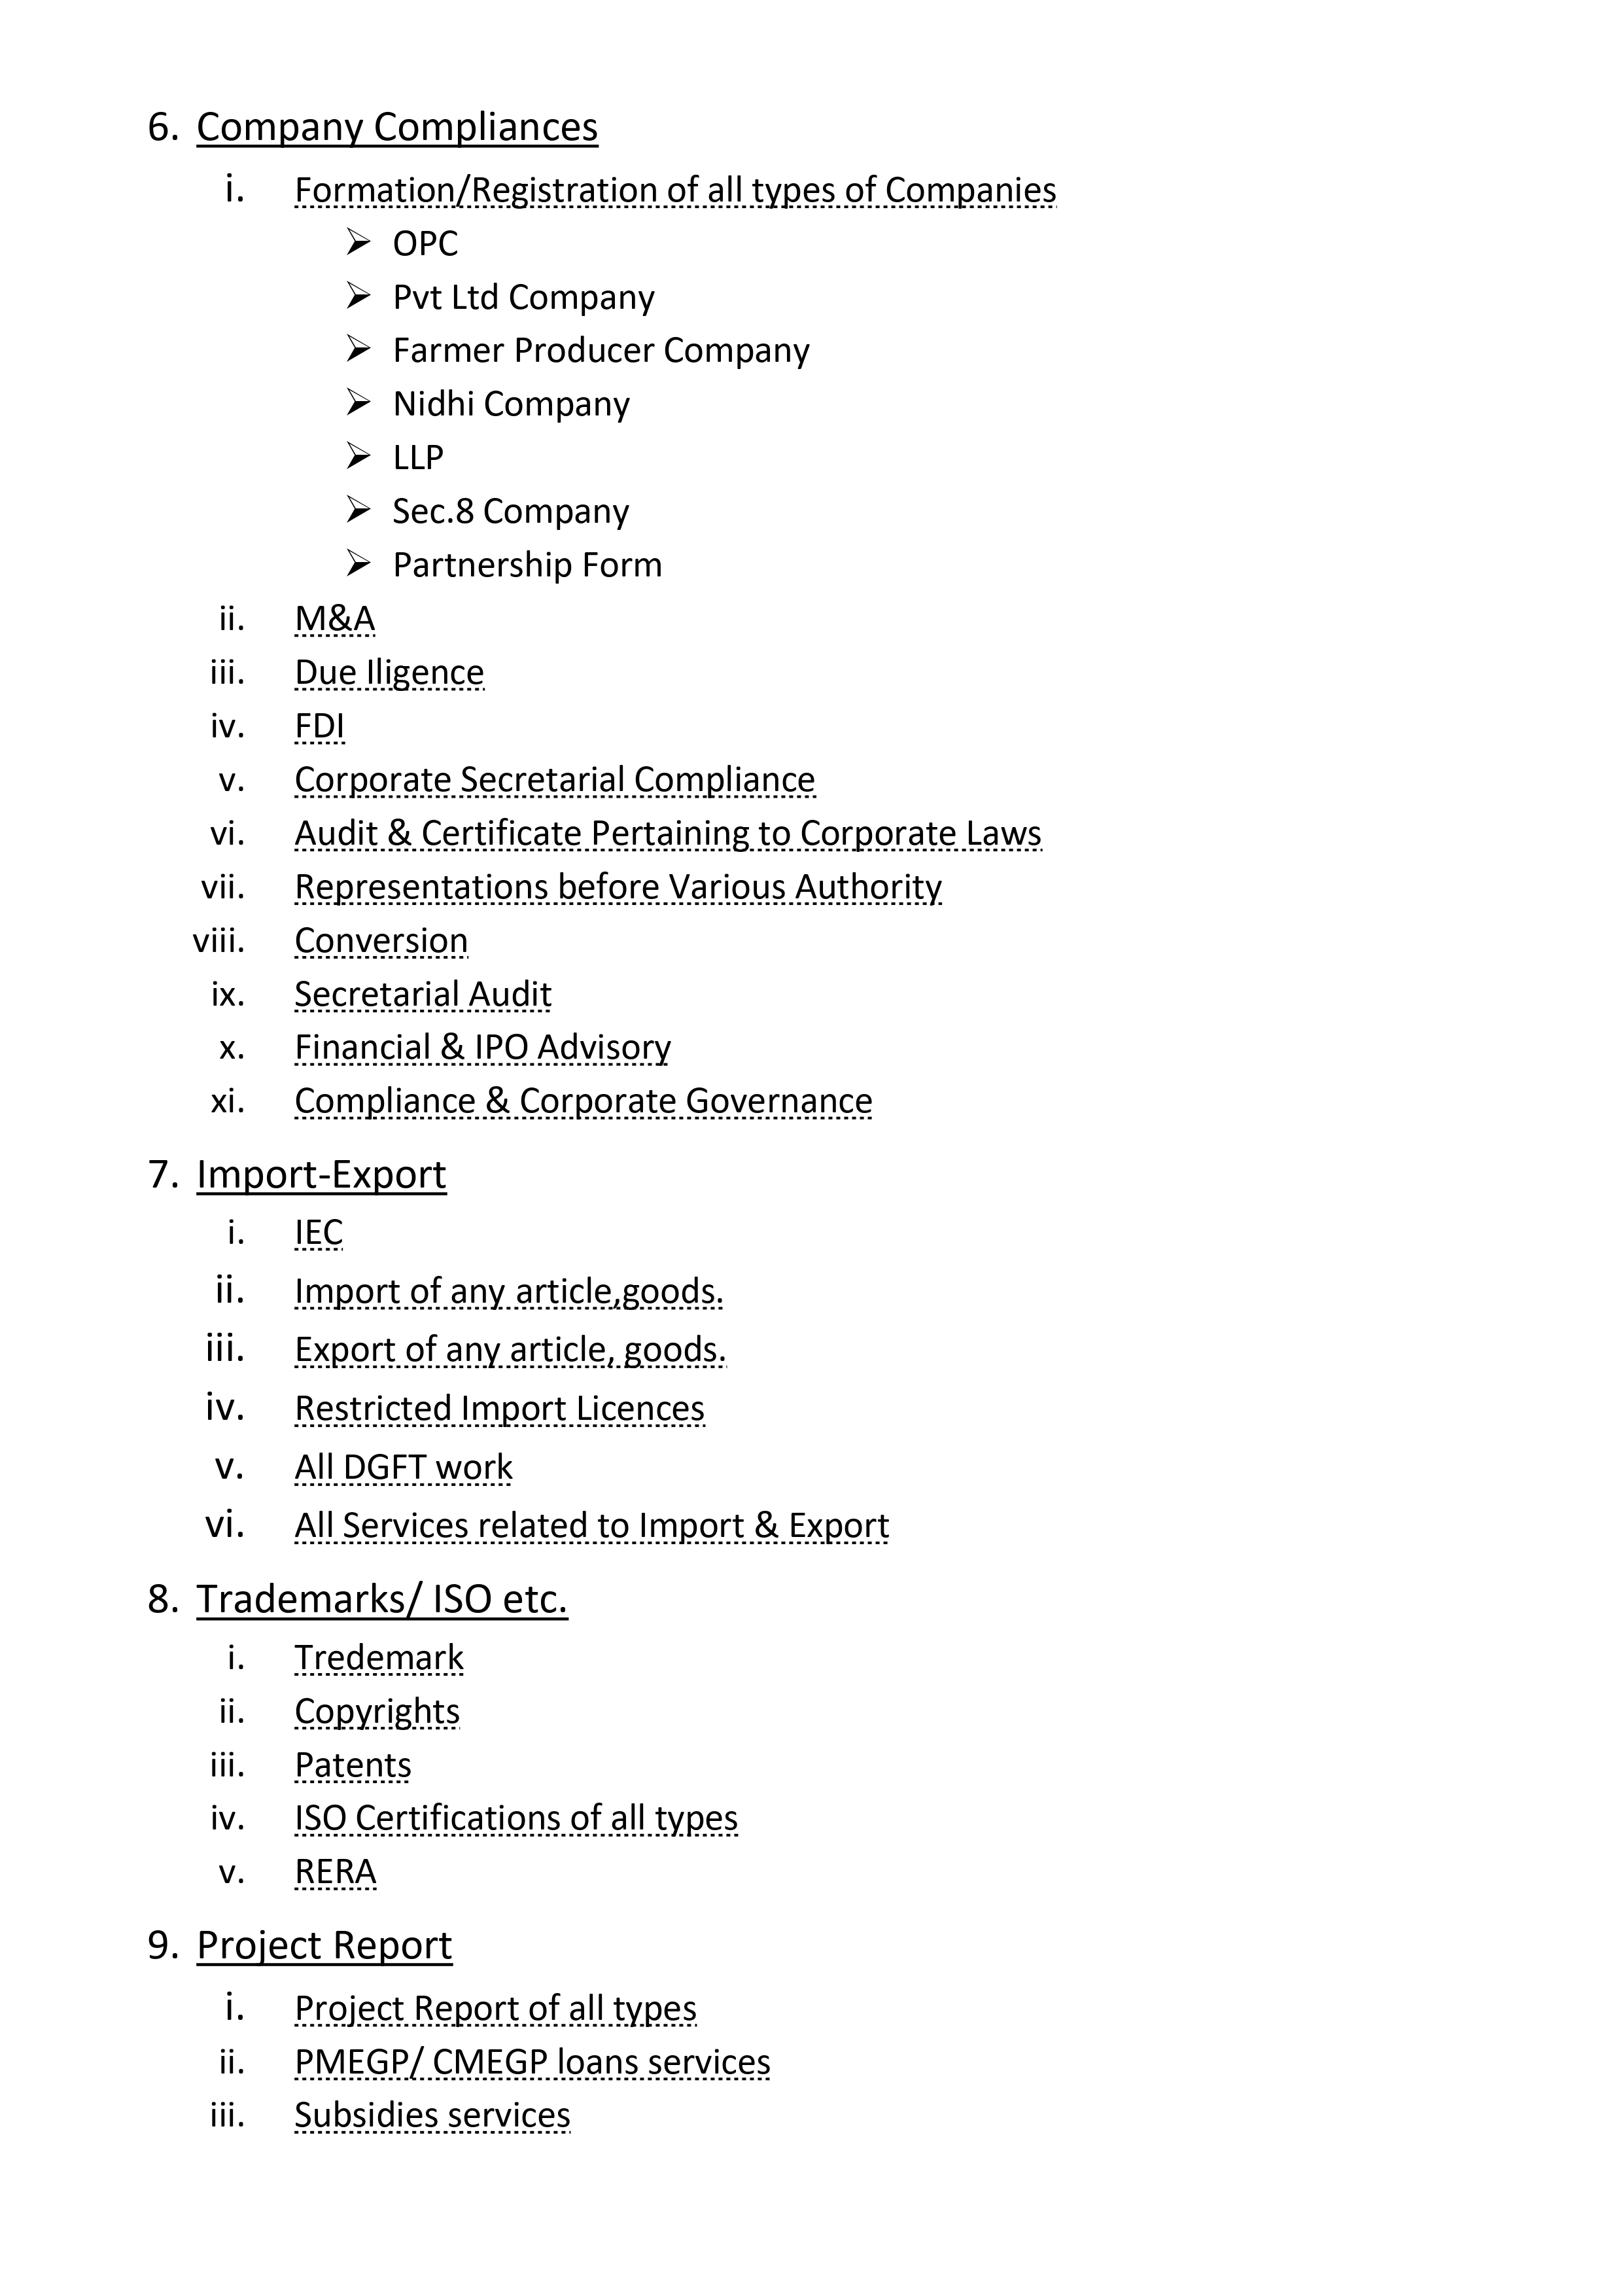 6. Company Compliances
i. Formation/Registration of all types of Companies
➢ OPC
➢ Pvt Ltd Company
➢ Farmer Producer Company
➢ Nidhi Company
➢ LLP
➢ Sec.8 Company
➢ Partnership Form
ii. M&A
iii. Due Iligence
iv. FDI
v. Corporate Secretarial Compliance
vi. Audit & Certificate Pertaining to Corporate Laws
vii. Representations before Various Authority
viii. Conversion
ix. Secretarial Audit
x. Financial & IPO Advisory
xi. Compliance & Corporate Governance
7. Import-Export
i. IEC
ii. Import of any article,goods.
iii. Export of any article, goods.
iv. Restricted Import Licences
v. All DGFT work
vi. All Services related to Import & Export
8. Trademarks/ ISO etc.
i. Tredemark
ii. Copyrights
iii. Patents
iv. ISO Certifications of all types
v. RERA
9. Project Report
i. Project Report of all types
ii. PMEGP/ CMEGP loans services
iii. Subsidies services